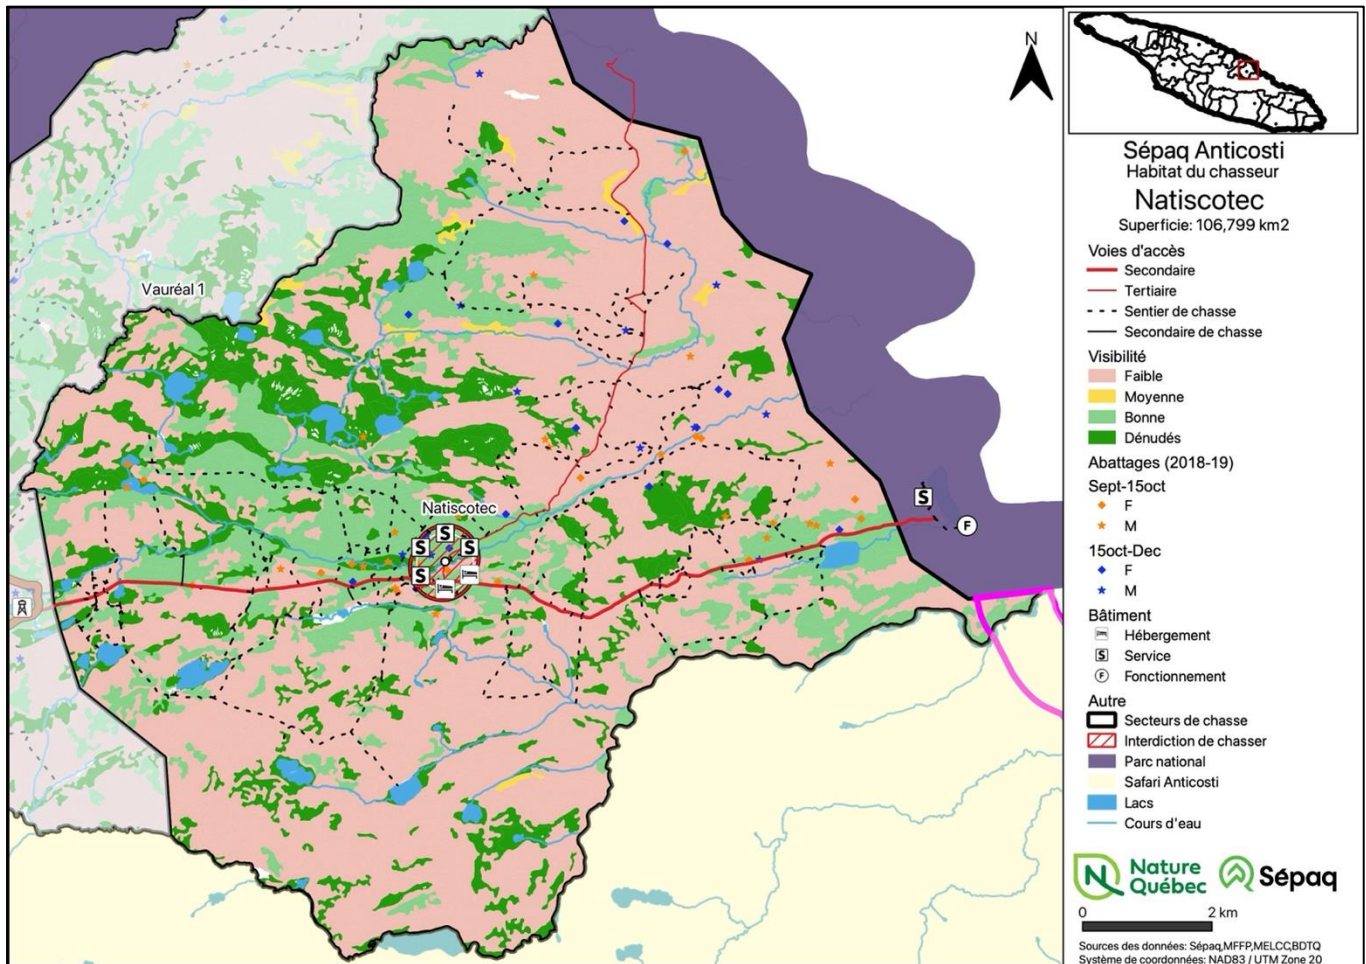 Vauréal 1
Natiscotec
S
S
S
S
S
F
N
Sépaq Anticosti
Habitat du chasseur
Natiscotec
Superficie: 106,799 km2
Voies d'accès
Secondaire
Tertiaire
Sentier de chasse
Secondaire de chasse
Visibilité
Faible
Moyenne
Bonne
Dénudés
Abattages (2018-19)
Sept-15oct
F
M
15oct-Dec
F
M
Bâtiment
Hébergement
S Service
F Fonctionnement
Autre
Secteurs de chasse
Interdiction de chasser
Parc national
Safari Anticosti
Lacs
Cours d'eau
N Nature Québec
Sépaq
0 2 km
Sources des données: Sépaq,MFFP,MELCC,BDTQ
Système de coordonnées: NAD83 / UTM Zone 20